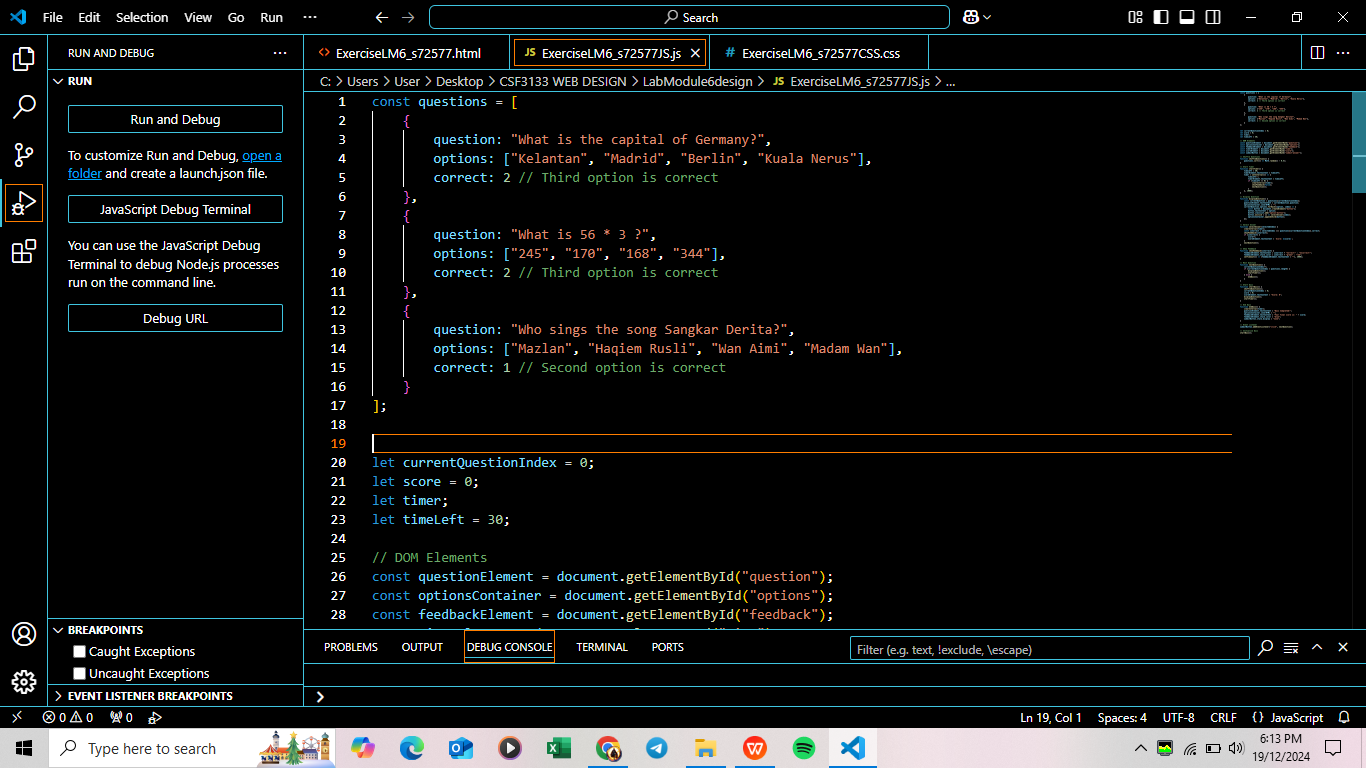 File Edit Selection View Go Run ··· Search
RUN AND DEBUG ···
<> ExerciseLM6_s72577.html JS ExerciseLM6_s72577JS.js # ExerciseLM6_s72577CSS.css ···
C: > Users > User > Desktop > CSF3133 WEB DESIGN > LabModule6design > JS ExerciseLM6_s72577JS.js > ...
RUN
Run and Debug
To customize Run and Debug, open a
folder and create a launch.json file.
JavaScript Debug Terminal
You can use the JavaScript Debug
Terminal to debug Node.js processes
run on the command line.
Debug URL
BREAKPOINTS
Caught Exceptions
Uncaught Exceptions
EVENT LISTENER BREAKPOINTS
1 const questions = [
2 {
3 question: "What is the capital of Germany?",
4 options: ["Kelantan", "Madrid", "Berlin", "Kuala Nerus"],
5 correct: 2 // Third option is correct
6 },
7 {
8 question: "What is 56 * 3 ?",
9 options: ["245", "170", "168", "344"],
10 correct: 2 // Third option is correct
11 },
12 {
13 question: "Who sings the song Sangkar Derita?",
14 options: ["Mazlan", "Haqiem Rusli", "Wan Aimi", "Madam Wan"],
15 correct: 1 // Second option is correct
16 }
17 ];
18
19
20 let currentQuestionIndex = 0;
21 let score = 0;
22 let timer;
23 let timeLeft = 30;
24
25 // DOM Elements
26 const questionElement = document.getElementById("question");
27 const optionsContainer = document.getElementById("options");
28 const feedbackElement = document.getElementById("feedback");
PROBLEMS OUTPUT DEBUG CONSOLE TERMINAL PORTS Filter (e.g. text, !exclude, \escape)
0 0 0 Ln 19, Col 1 Spaces: 4 UTF-8 CRLF {} JavaScript
Type here to search
6:13 PM
19/12/2024